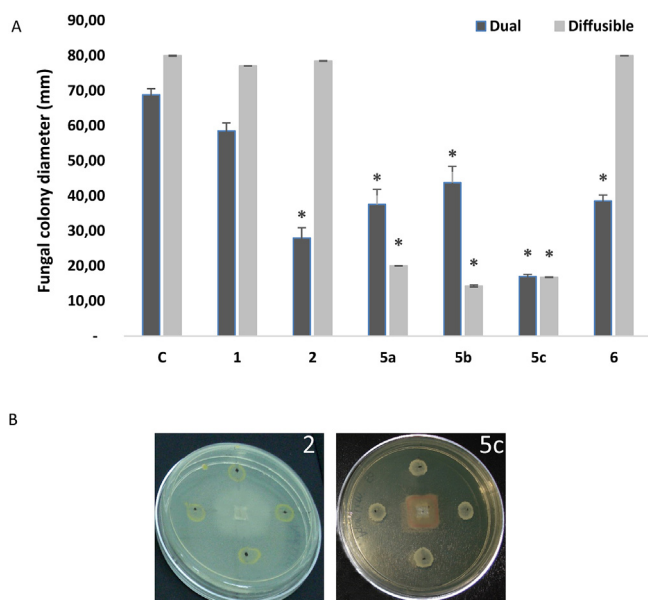 A
Dual Diffusible
Fungal colony diameter (mm)
90,00
80,00
70,00
60,00
50,00
40,00
30,00
20,00
10,00
-
* * * * * * * *
C 1 2 5a 5b 5c 6
B
2 5c